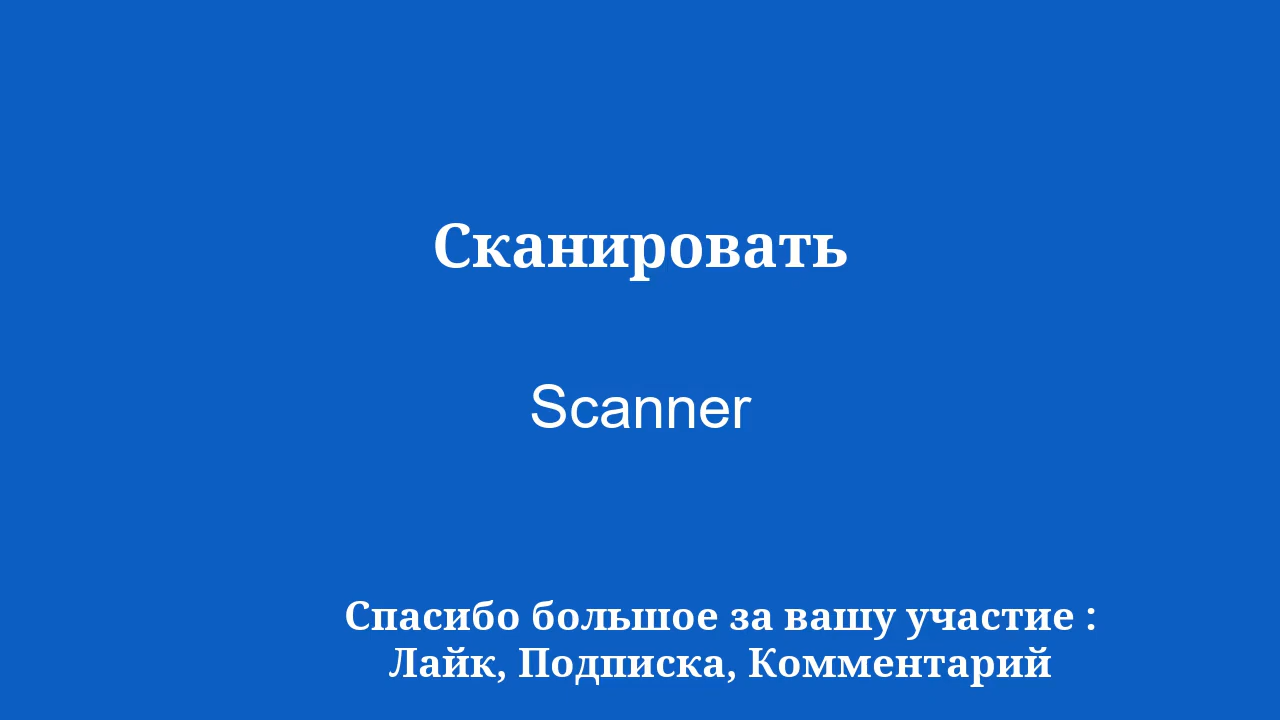 Сканировать
Scanner
Спасибо большое за вашу участие :
Лайк, Подписка, Комментарий